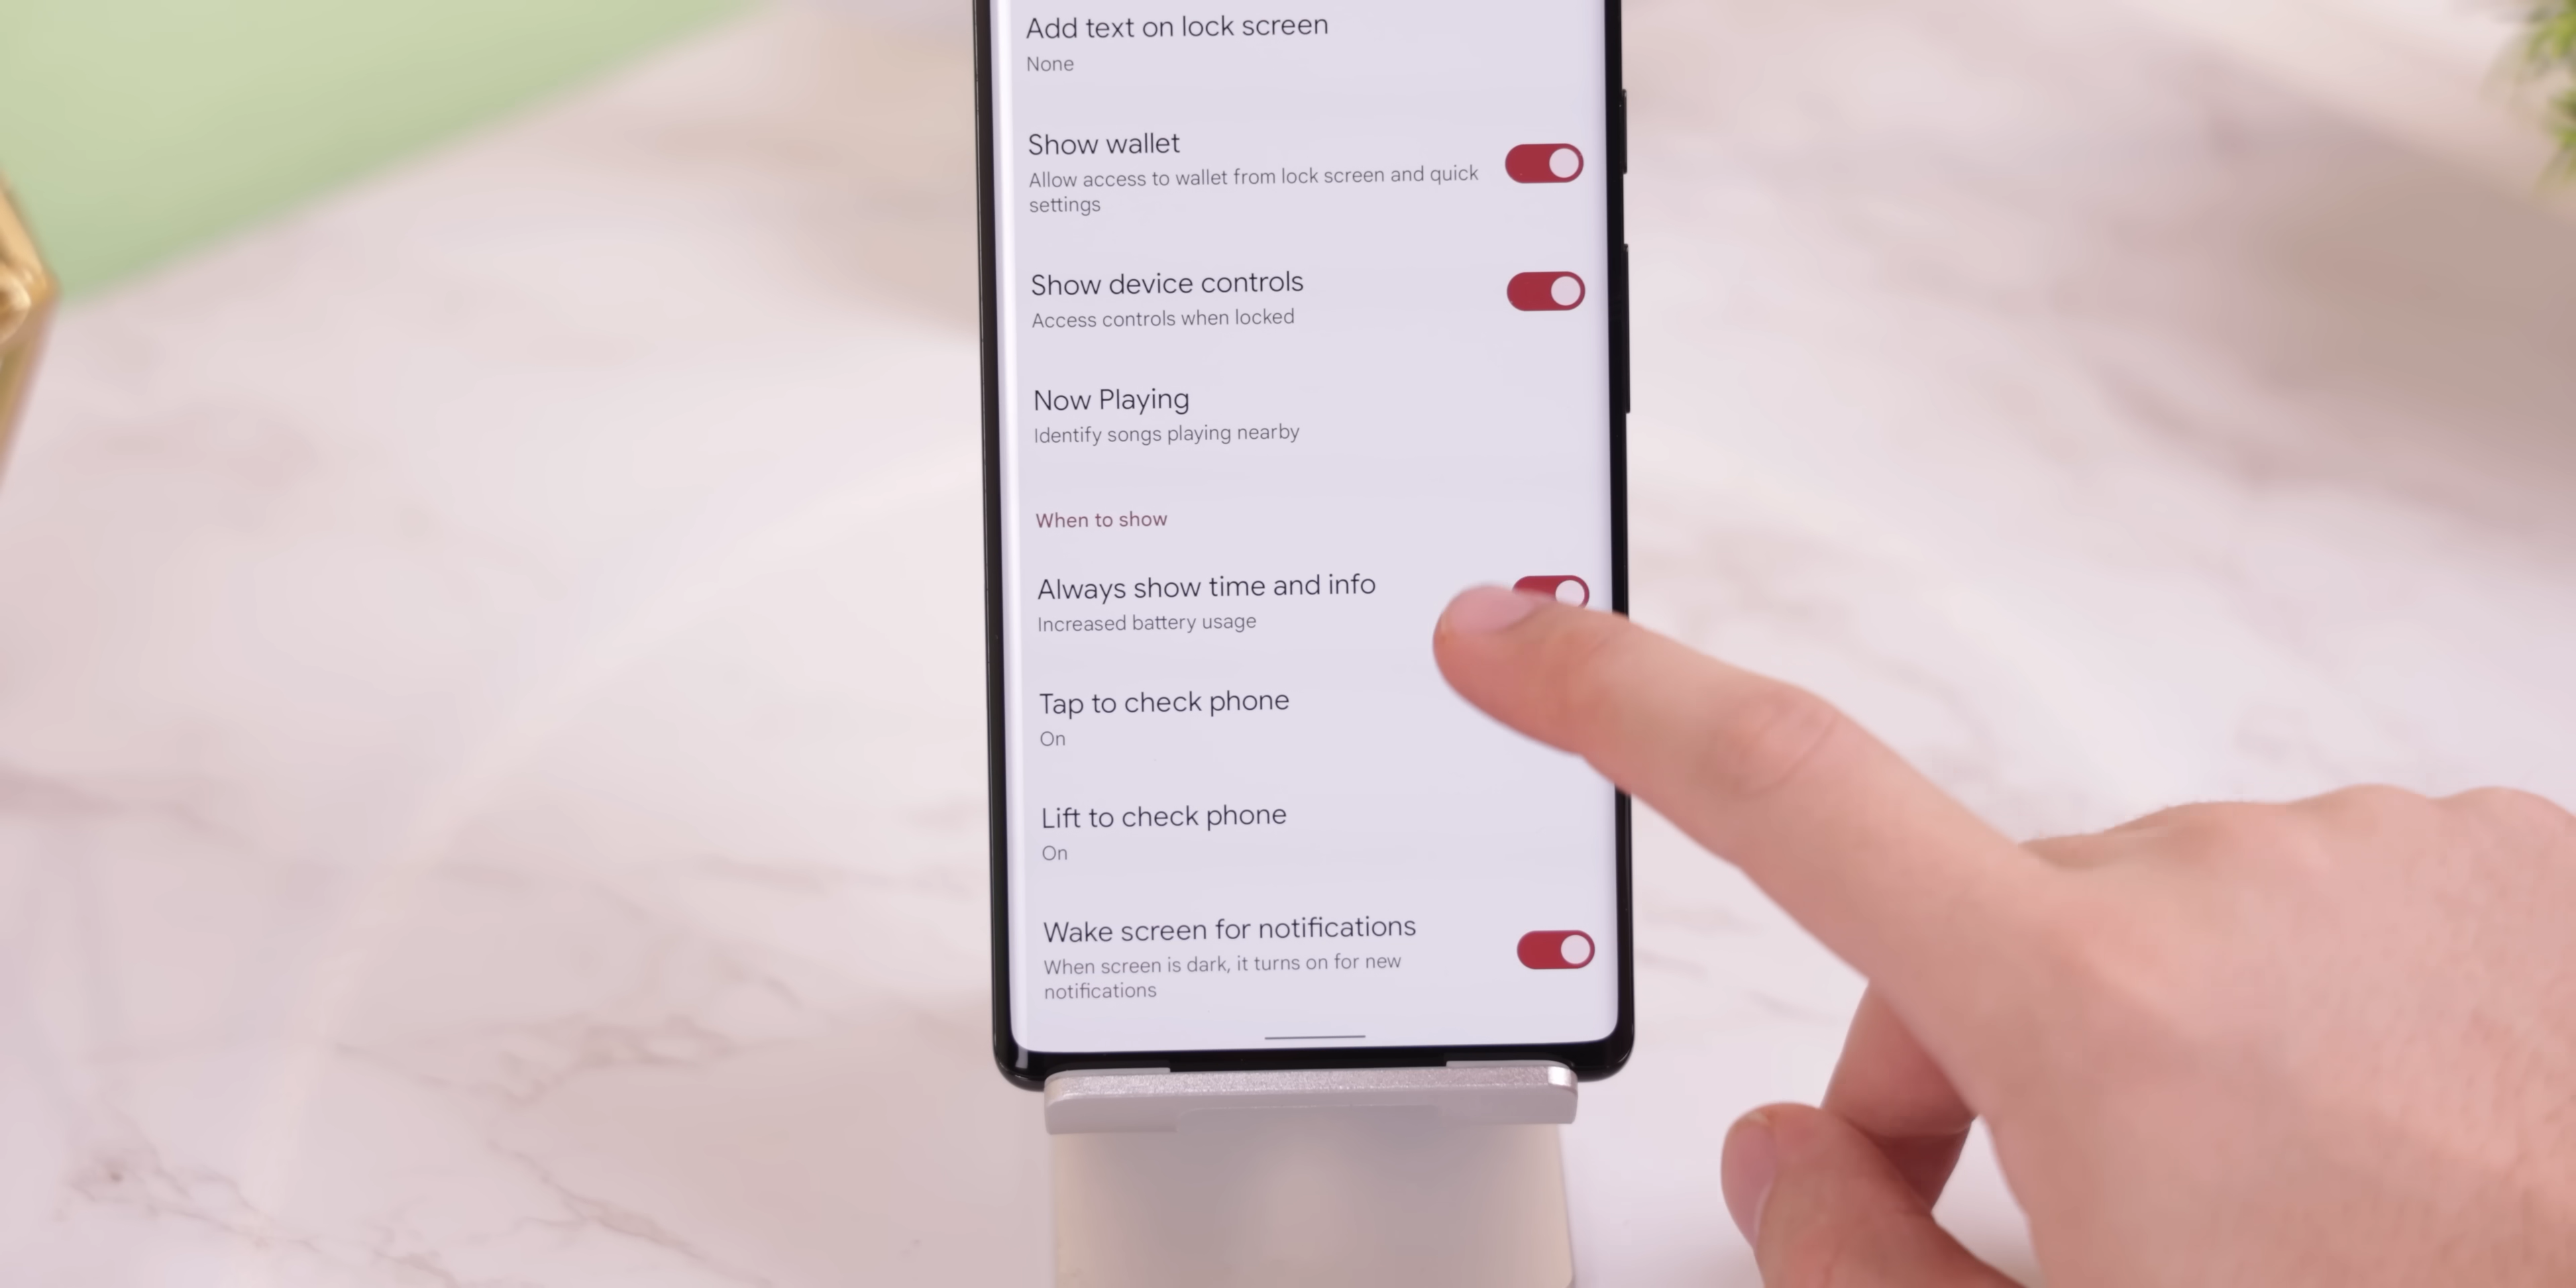 Add text on lock screen
None
Show wallet
Allow access to wallet from lock screen and quick
settings
Show device controls
Access controls when locked
Now Playing
Identify songs playing nearby
When to show
Always show time and info
Increased battery usage
Tap to check phone
On
Lift to check phone
On
Wake screen for notifications
When screen is dark, it turns on for new
notifications